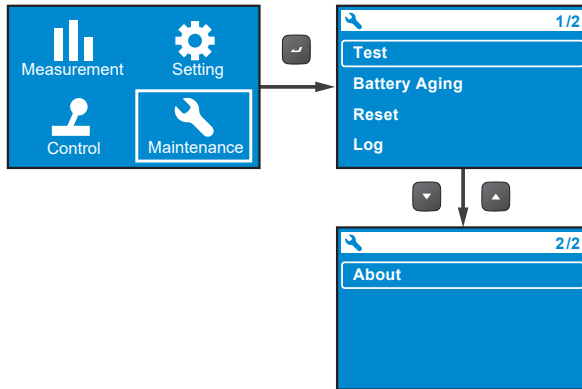 Measurement
Setting
Control
Maintenance
1/2
Test
Battery Aging
Reset
Log
2/2
About